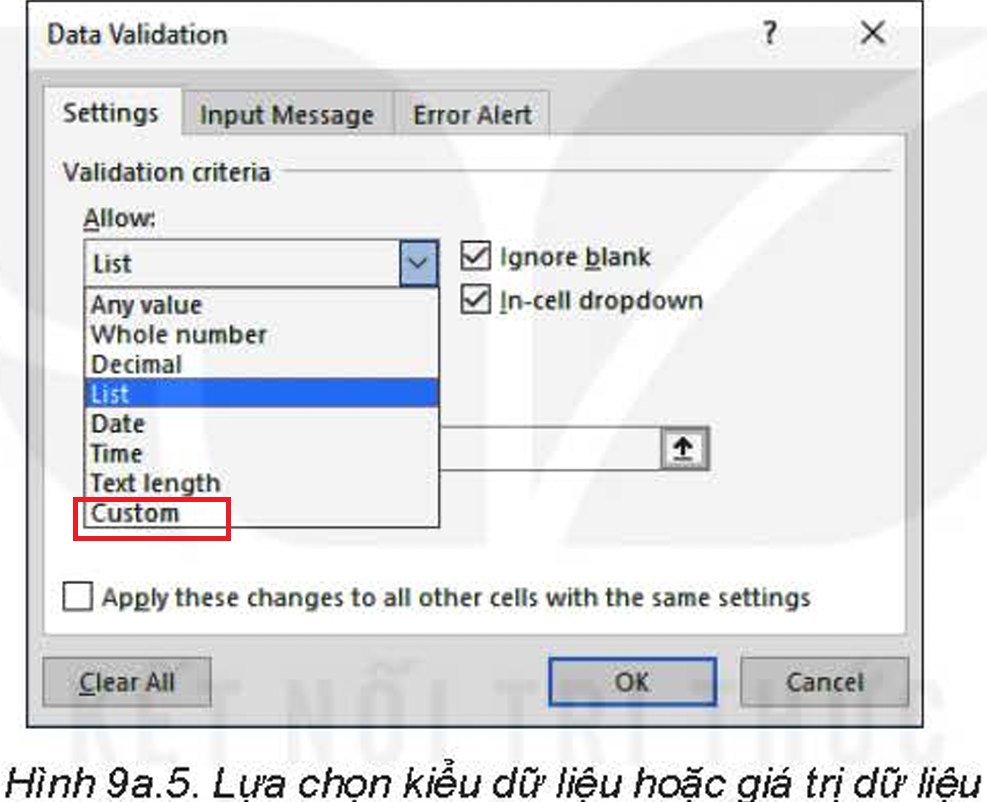 Data Validation ? ×
Settings Input Message Error Alert
Validation criteria
Allow:
List
Ignore blank
In-cell dropdown
Any value
Whole number
Decimal
List
Date
Time
Text length
Custom
Apply these changes to all other cells with the same settings
Clear All OK Cancel
KẾT NỐI TRI THỨC
Hình 9a.5. Lựa chọn kiểu dữ liệu hoặc giá trị dữ liệu